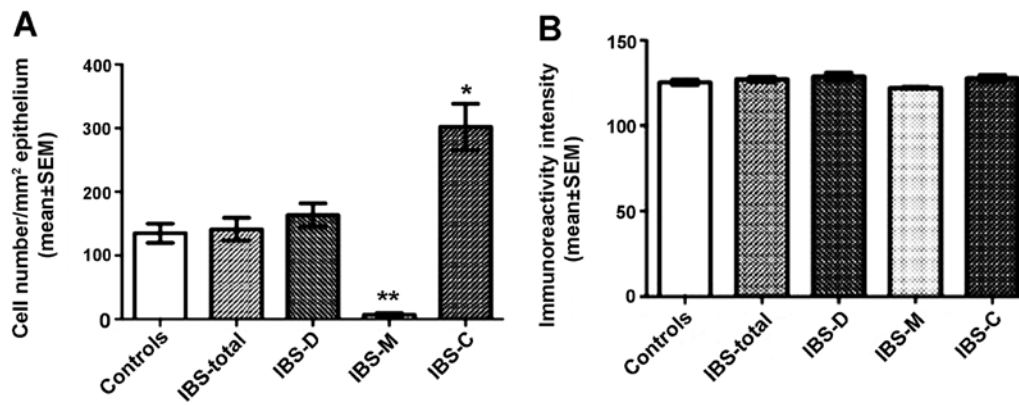 A
Cell number/mm² epithelium
(mean±SEM)
400
300
200
100
0
**
*
Controls
IBS-total
IBS-D
IBS-M
IBS-C
B
Immunoreactivity intensity
(mean±SEM)
150
100
50
0
Controls
IBS-total
IBS-D
IBS-M
IBS-C